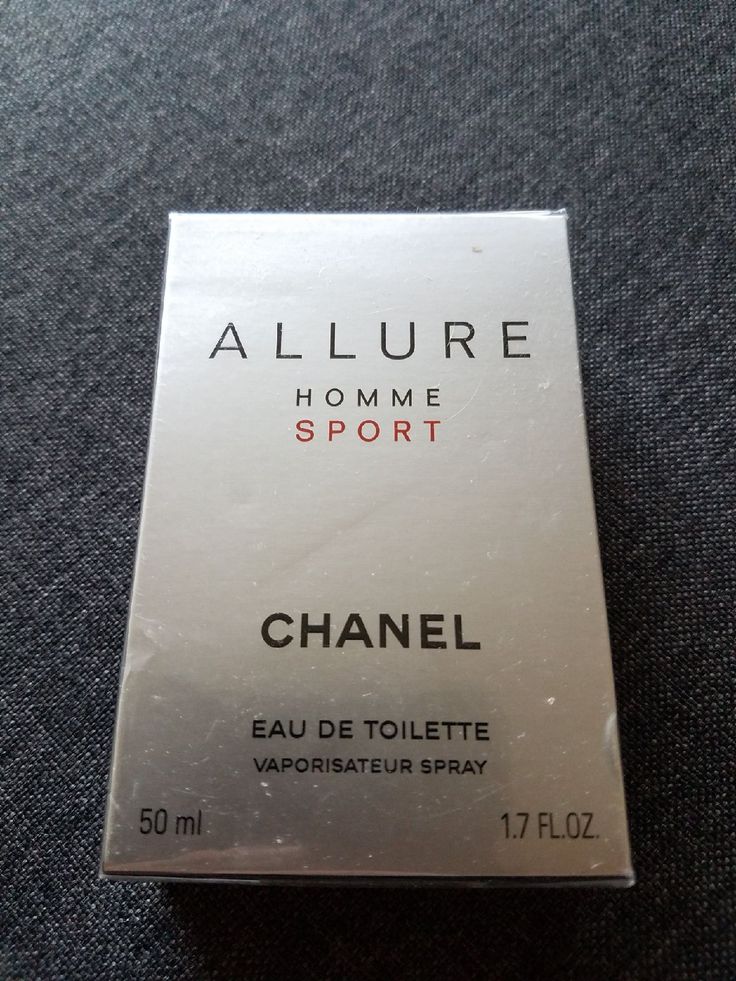 ALLURE
HOMME
SPORT
CHANEL
EAU DE TOILETTE
VAPORISATEUR SPRAY
50 ml 1.7 FL.OZ.